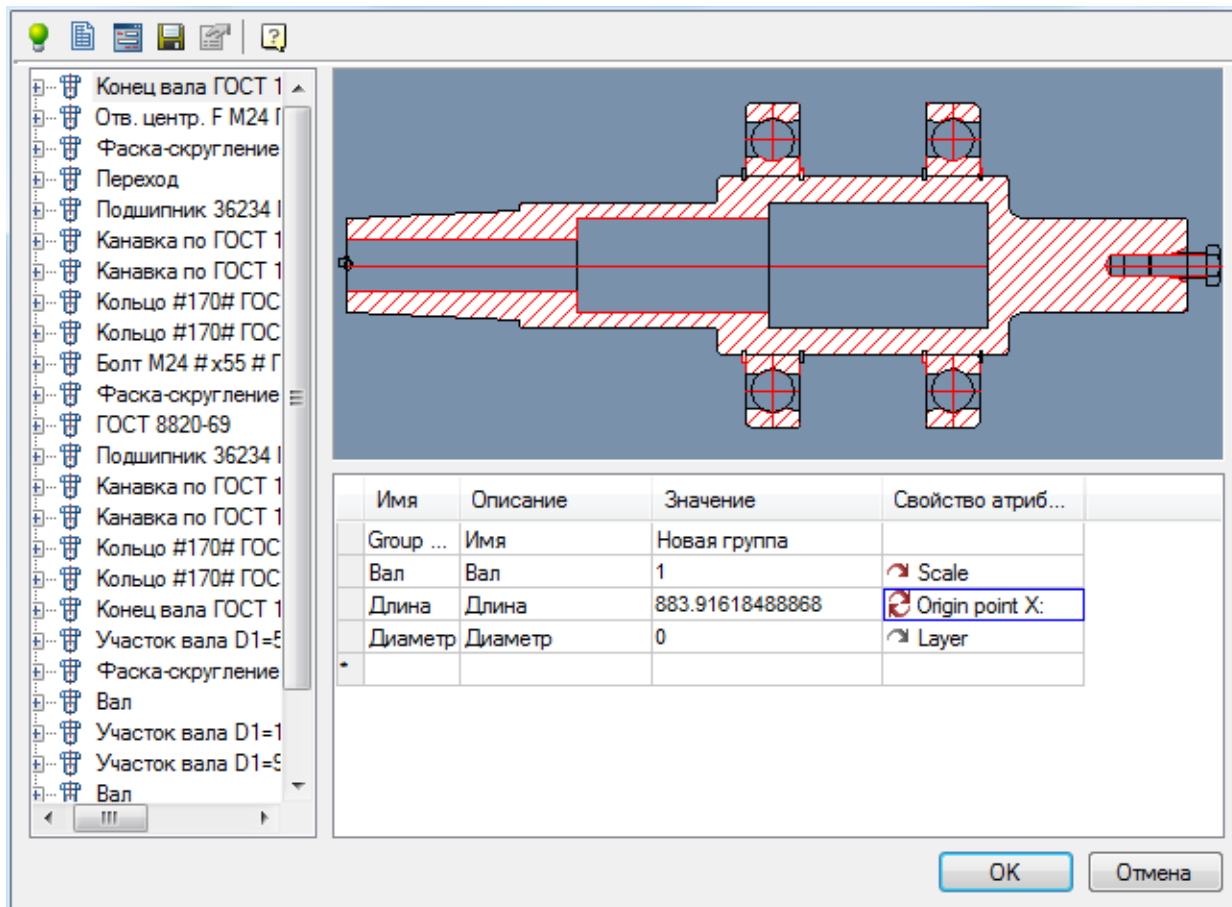 Конец вала ГОСТ 1
Отв. центр. F M24 Г
Фаска-скругление
Переход
Подшипник 36234 Г
Канавка по ГОСТ 1
Канавка по ГОСТ 1
Кольцо #170# ГОС
Кольцо #170# ГОС
Болт M24 # x55 # Г
Фаска-скругление
ГОСТ 8820-69
Подшипник 36234 Г
Канавка по ГОСТ 1
Канавка по ГОСТ 1
Кольцо #170# ГОС
Кольцо #170# ГОС
Конец вала ГОСТ 1
Участок вала D1=5
Фаска-скругление
Вал
Участок вала D1=1
Участок вала D1=9
Вал
Имя Описание Значение Свойство атриб...
Group ... Имя Новая группа
Вал Вал 1 Scale
Длина Длина 883.91618488868 Origin point X:
Диаметр Диаметр 0 Layer
OK Отмена